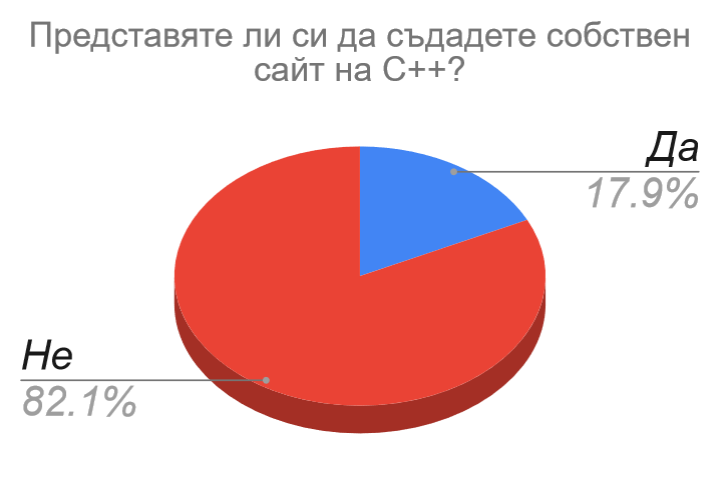 Представяте ли си да съдадете собствен
сайт на C++?
Да
17.9%
Не
82.1%